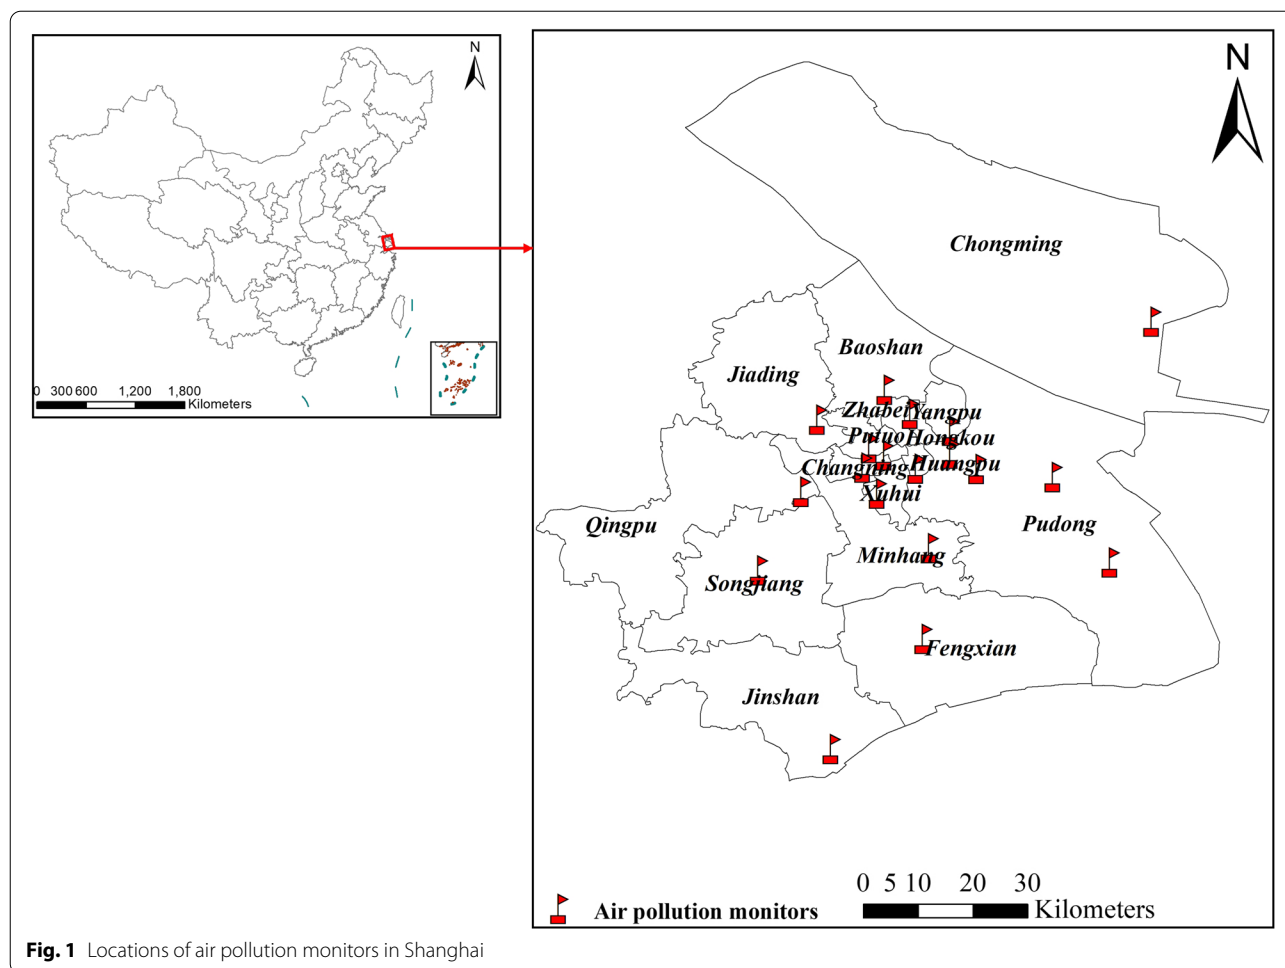 N
0 300 600 1,200 1,800
Kilometers
N
Chongming
Baoshan
Jiading
Zhabei Yangpu
Putuo Hongkou
Changning Huangpu
Xuhui
Qingpu
Pudong
Minhang
Songjiang
Fengxian
Jinshan
0 5 10 20 30
Kilometers
Air pollution monitors
Fig. 1 Locations of air pollution monitors in Shanghai